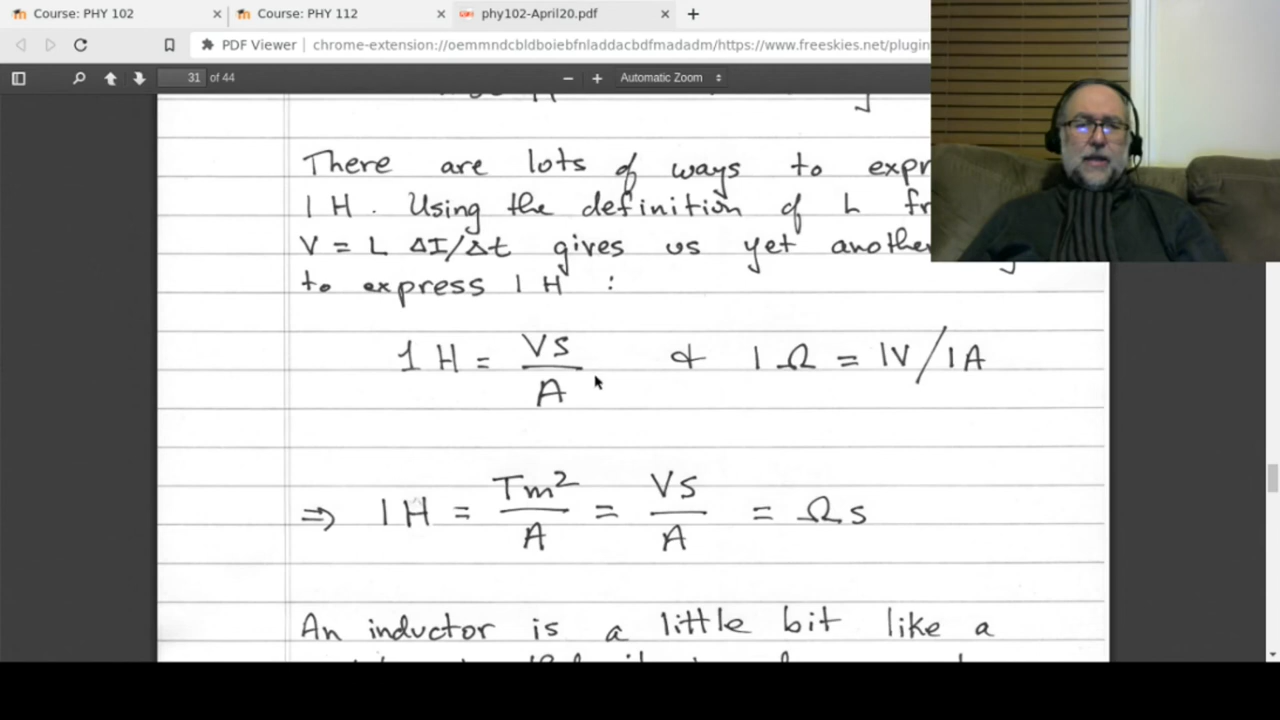 Course: PHY 102
Course: PHY 112
phy102-April20.pdf
PDF Viewer
chrome-extension://oemmndcbldboiebfnladdacbdfmadadm/https://www.freeskies.net/plugin
31 of 44
Automatic Zoom
There are lots of ways to expr
1 H. Using the definition of L fr
V = L ΔI/Δt gives us yet another
to express 1 H :
1 H = VS/A & 1 Ω = 1V/1A
⇒ 1H = Tm²/A = VS/A = Ωs
An inductor is a little bit like a